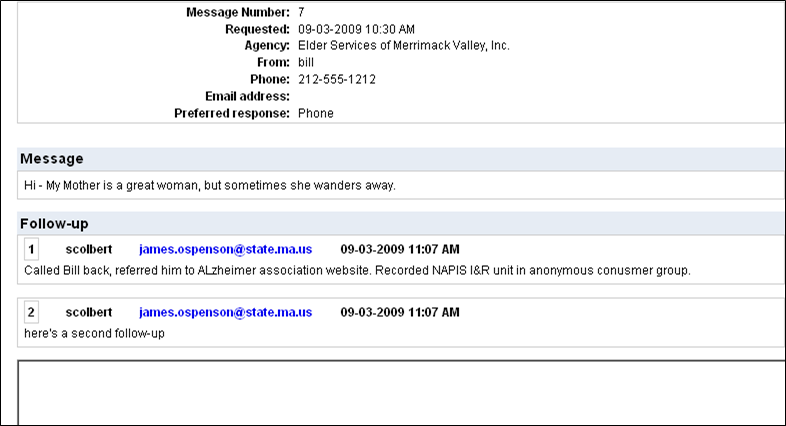 Message Number: 7
Requested: 09-03-2009 10:30 AM
Agency: Elder Services of Merrimack Valley, Inc.
From: bill
Phone: 212-555-1212
Email address:
Preferred response: Phone
Message
Hi - My Mother is a great woman, but sometimes she wanders away.
Follow-up
1 scolbert james.ospenson@state.ma.us 09-03-2009 11:07 AM
Called Bill back, referred him to ALzheimer association website. Recorded NAPIS I&R unit in anonymous conusmer group.
2 scolbert james.ospenson@state.ma.us 09-03-2009 11:07 AM
here's a second follow-up